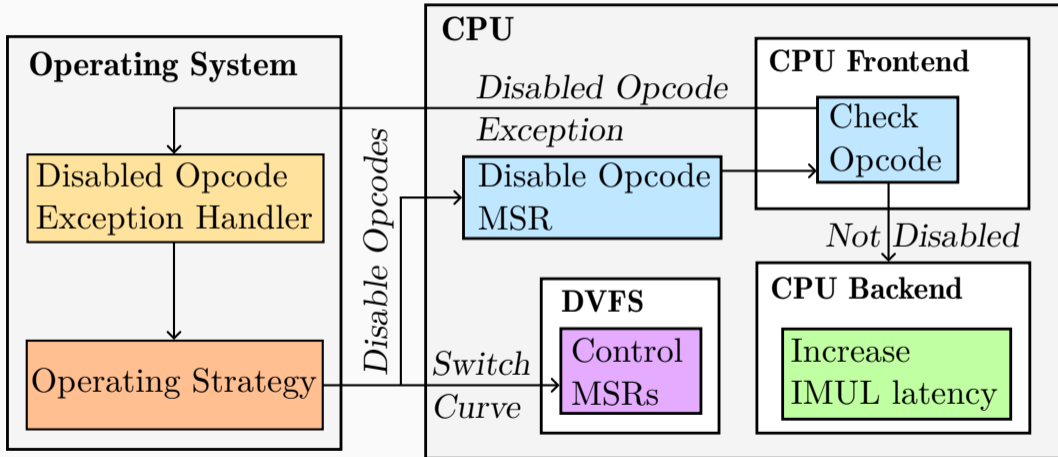 Operating System
Disabled Opcode
Exception Handler
Operating Strategy
Disable Opcodes
CPU
Disabled Opcode
Exception
CPU Frontend
Check
Opcode
Disable Opcode
MSR
Not Disabled
Switch
Curve
DVFS
Control
MSRs
CPU Backend
Increase
IMUL latency